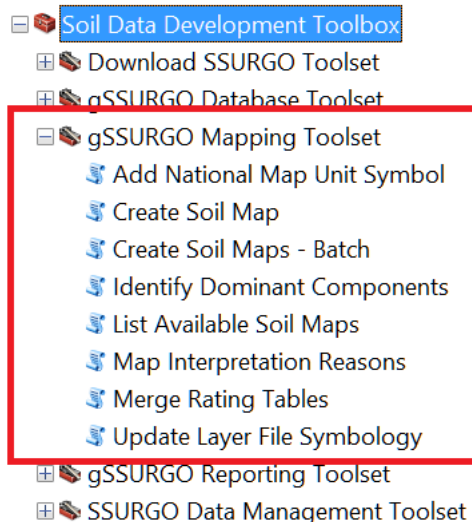 Soil Data Development Toolbox
Download SSURGO Toolset
gSSURGO Database Toolset
gSSURGO Mapping Toolset
Add National Map Unit Symbol
Create Soil Map
Create Soil Maps - Batch
Identify Dominant Components
List Available Soil Maps
Map Interpretation Reasons
Merge Rating Tables
Update Layer File Symbology
gSSURGO Reporting Toolset
SSURGO Data Management Toolset